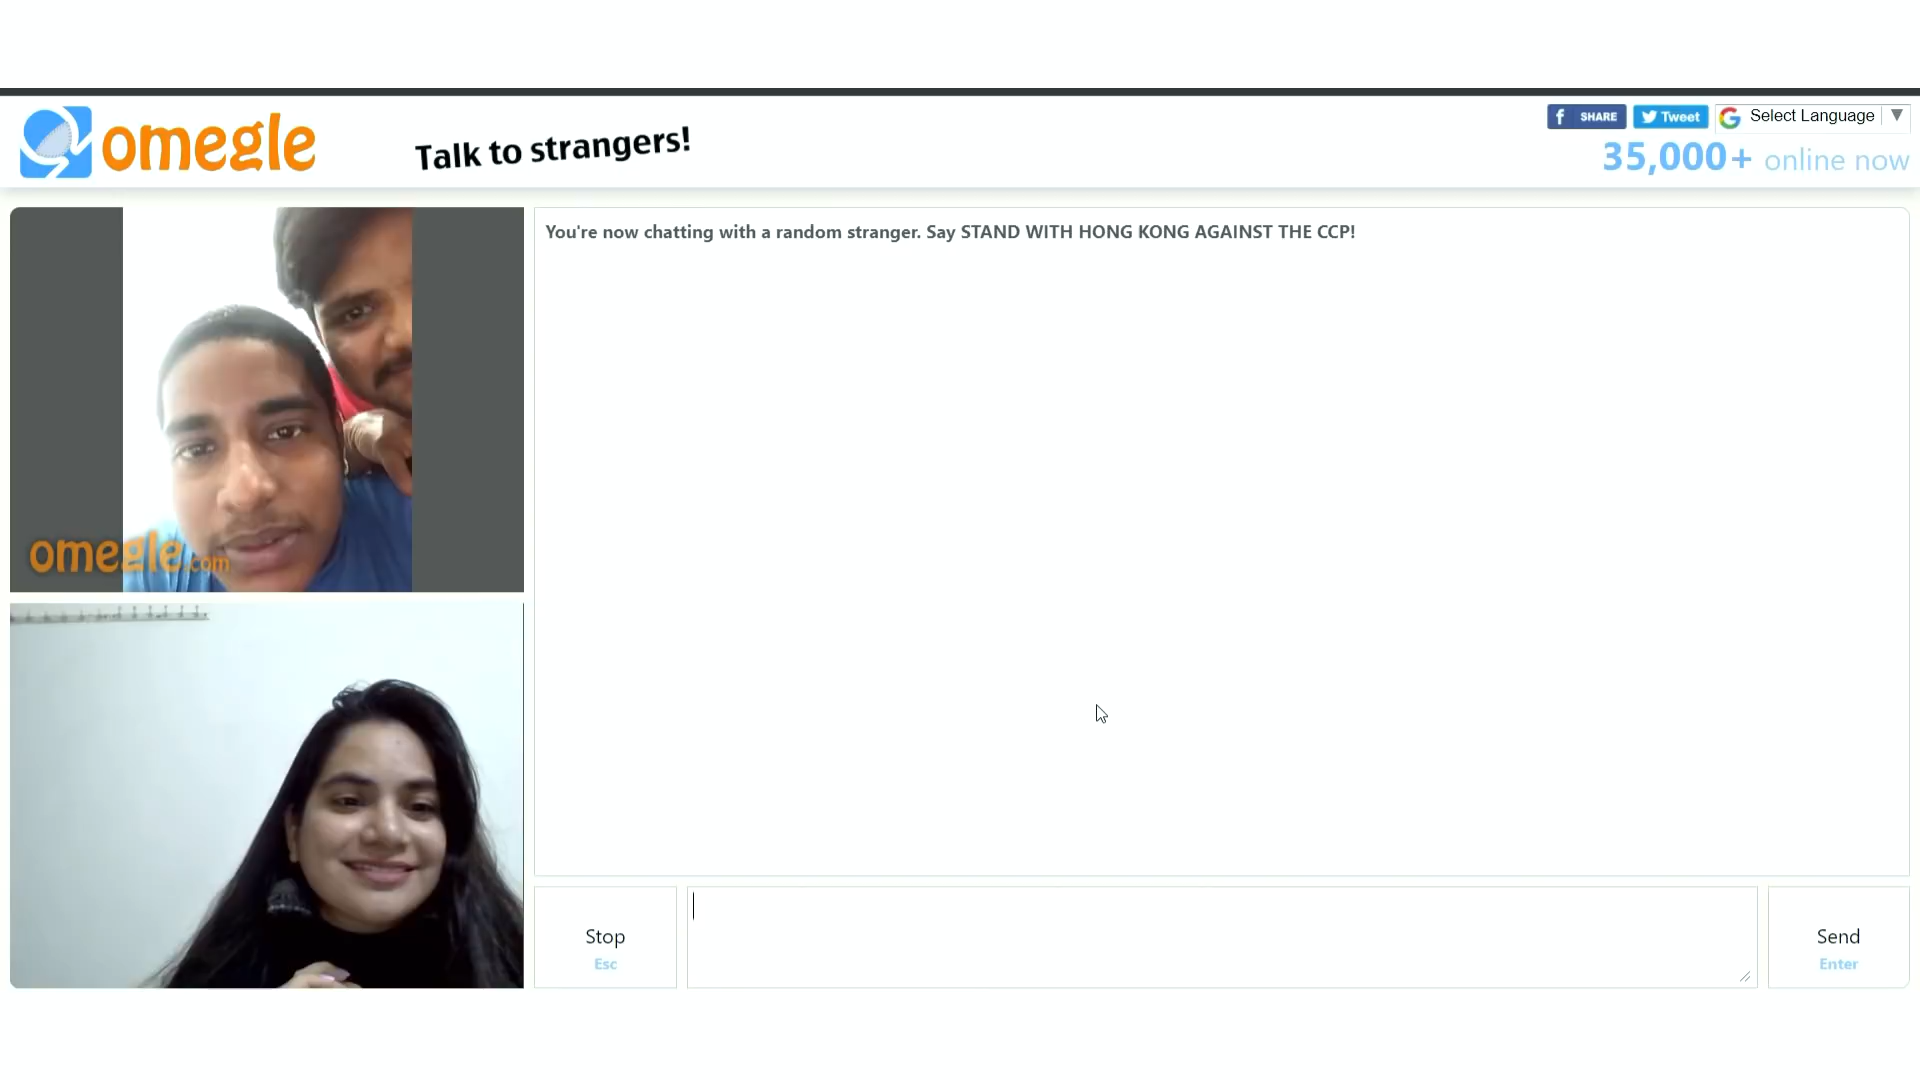 omegle
Talk to strangers!
f SHARE
Tweet
G Select Language ▼
35,000+ online now
You're now chatting with a random stranger. Say STAND WITH HONG KONG AGAINST THE CCP!
omegle.com
Stop
Esc
Send
Enter